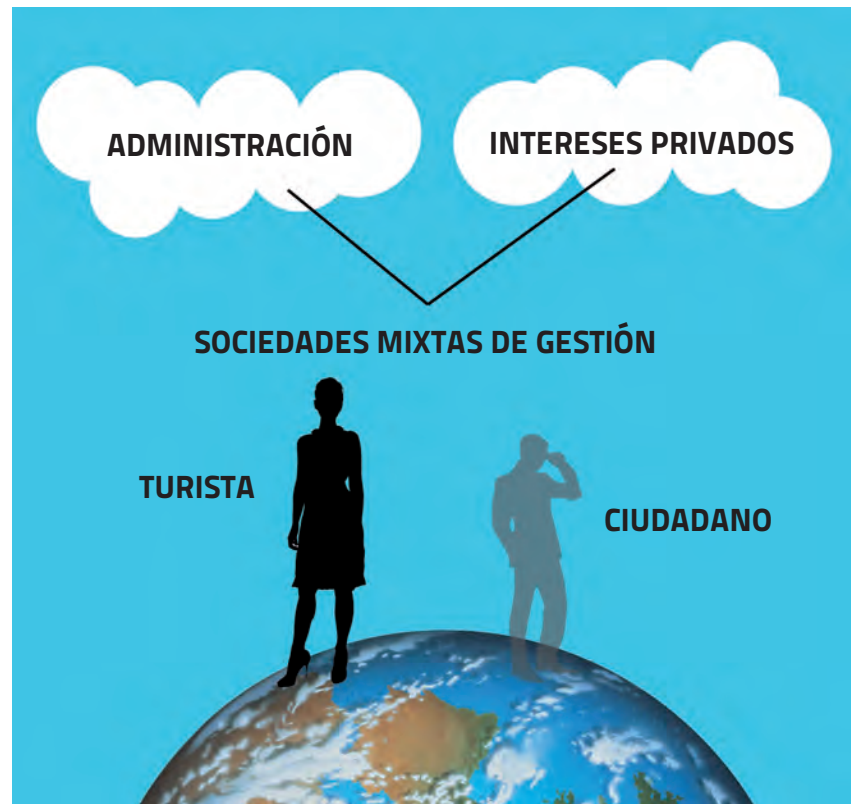 ADMINISTRACIÓN
INTERESES PRIVADOS
SOCIEDADES MIXTAS DE GESTIÓN
TURISTA
CIUDADANO